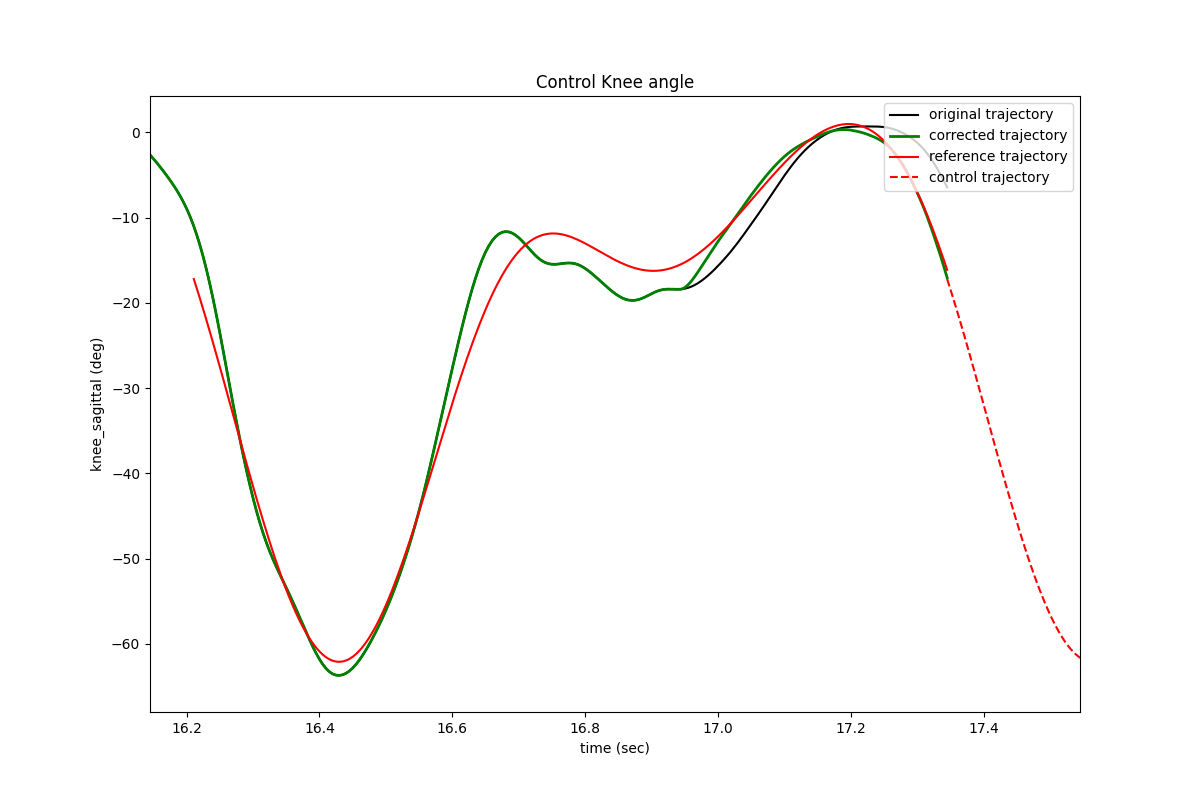 Control Knee angle
original trajectory
corrected trajectory
reference trajectory
control trajectory
knee_sagittal (deg)
0
−10
−20
−30
−40
−50
−60
16.2 16.4 16.6 16.8 17.0 17.2 17.4
time (sec)